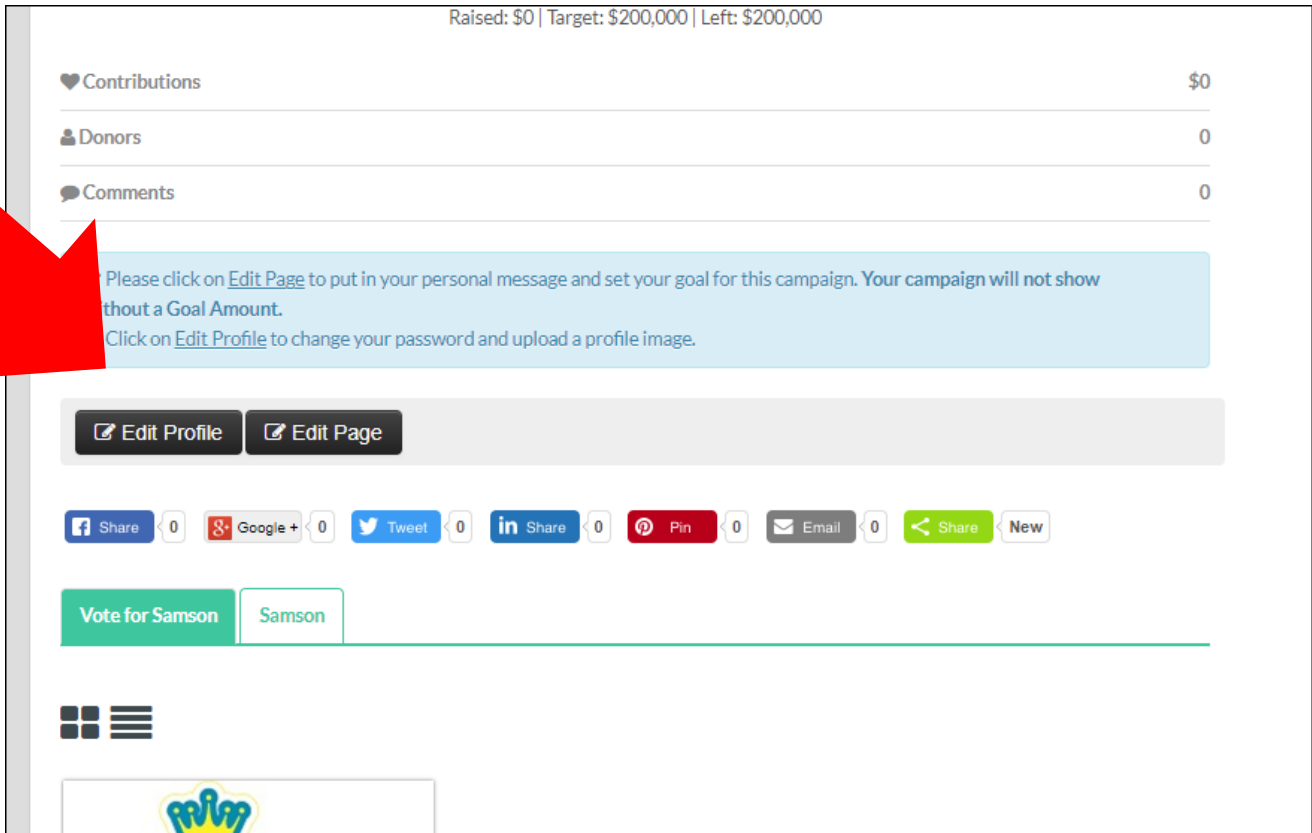 Raised: $0 | Target: $200,000 | Left: $200,000
Contributions $0
Donors 0
Comments 0
Please click on Edit Page to put in your personal message and set your goal for this campaign. Your campaign will not show
a Goal Amount.
Click on Edit Profile to change your password and upload a profile image.
Edit Profile Edit Page
f Share 0 g+ Google + 0 Tweet 0 in Share 0 Pin 0 Email 0 Share New
Vote for Samson Samson